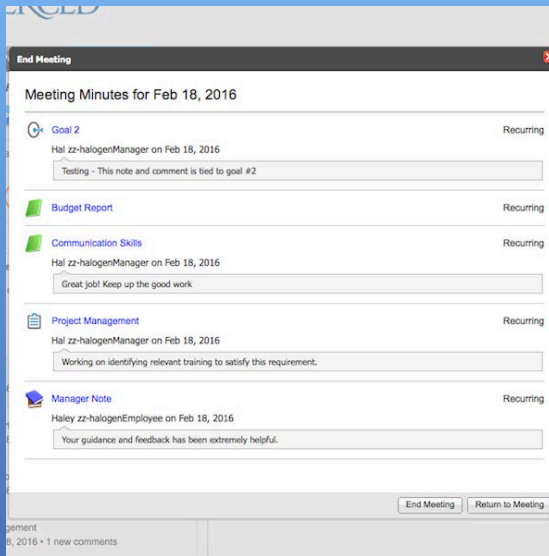 ERCED
End Meeting
Meeting Minutes for Feb 18, 2016
Goal 2 Recurring
Hal zz-halogenManager on Feb 18, 2016
Testing - This note and comment is tied to goal #2
Budget Report Recurring
Communication Skills Recurring
Hal zz-halogenManager on Feb 18, 2016
Great job! Keep up the good work
Project Management Recurring
Hal zz-halogenManager on Feb 18, 2016
Working on identifying relevant training to satisfy this requirement.
Manager Note Recurring
Haley zz-halogenEmployee on Feb 18, 2016
Your guidance and feedback has been extremely helpful.
End Meeting Return to Meeting
gement
8, 2016 • 1 new comments